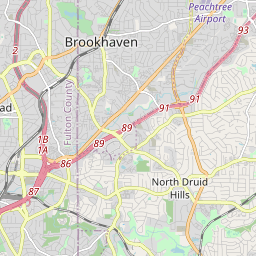 Peachtree
Airport
93
2
Brookhaven
91
91
ad
Fulton County
89
1B
1A
89
86
87
North Druid
Hills